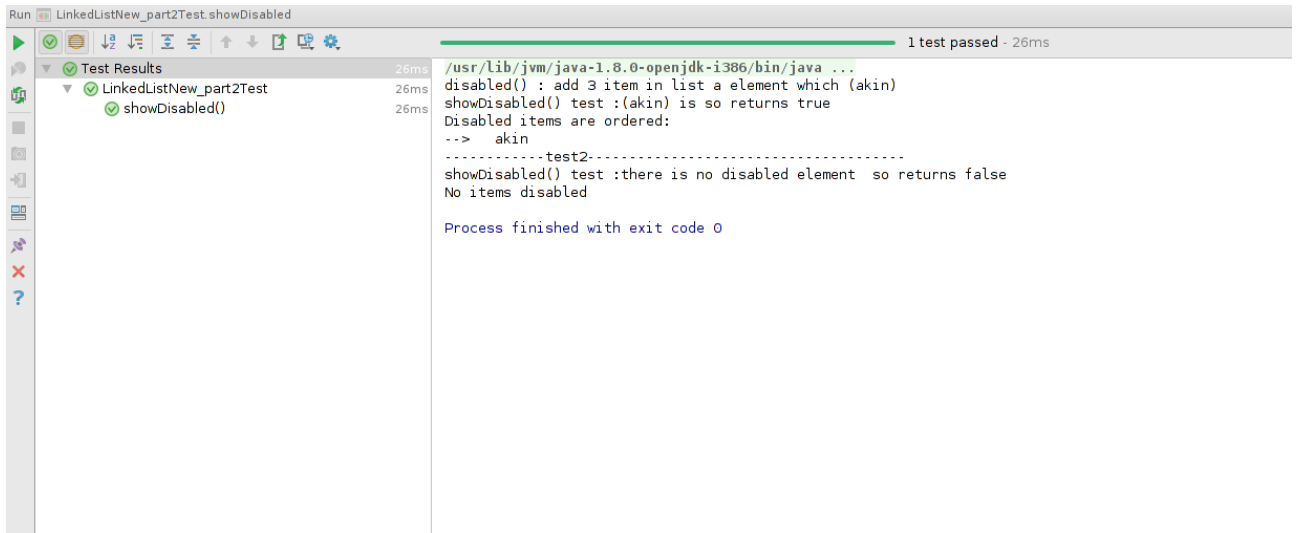 Run LinkedListNew_part2Test.showDisabled
1 test passed - 26ms
Test Results 26ms
LinkedListNew_part2Test 26ms
showDisabled() 26ms
/usr/lib/jvm/java-1.8.0-openjdk-i386/bin/java ...
disabled() : add 3 item in list a element which (akin)
showDisabled() test :(akin) is so returns true
Disabled items are ordered:
-->   akin
------------test2--------------------------------------
showDisabled() test :there is no disabled element  so returns false
No items disabled
Process finished with exit code 0